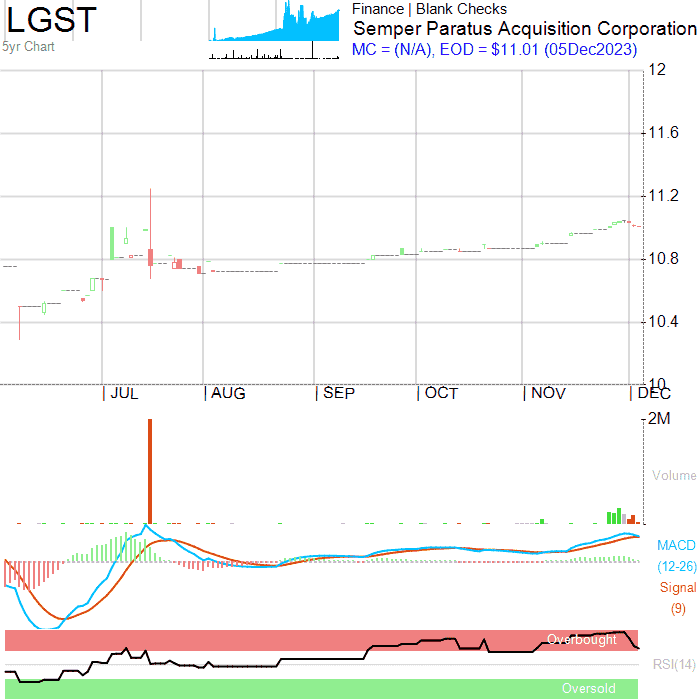 LGST
5yr Chart
Finance | Blank Checks
Semper Paratus Acquisition Corporation
MC = (N/A), EOD = $11.01 (05Dec2023)
12
11.6
11.2
10.8
10.4
10
JUL
AUG
SEP
OCT
NOV
DEC
2M
Volume
MACD
(12-26)
Signal
(9)
Overbought
RSI(14)
Oversold